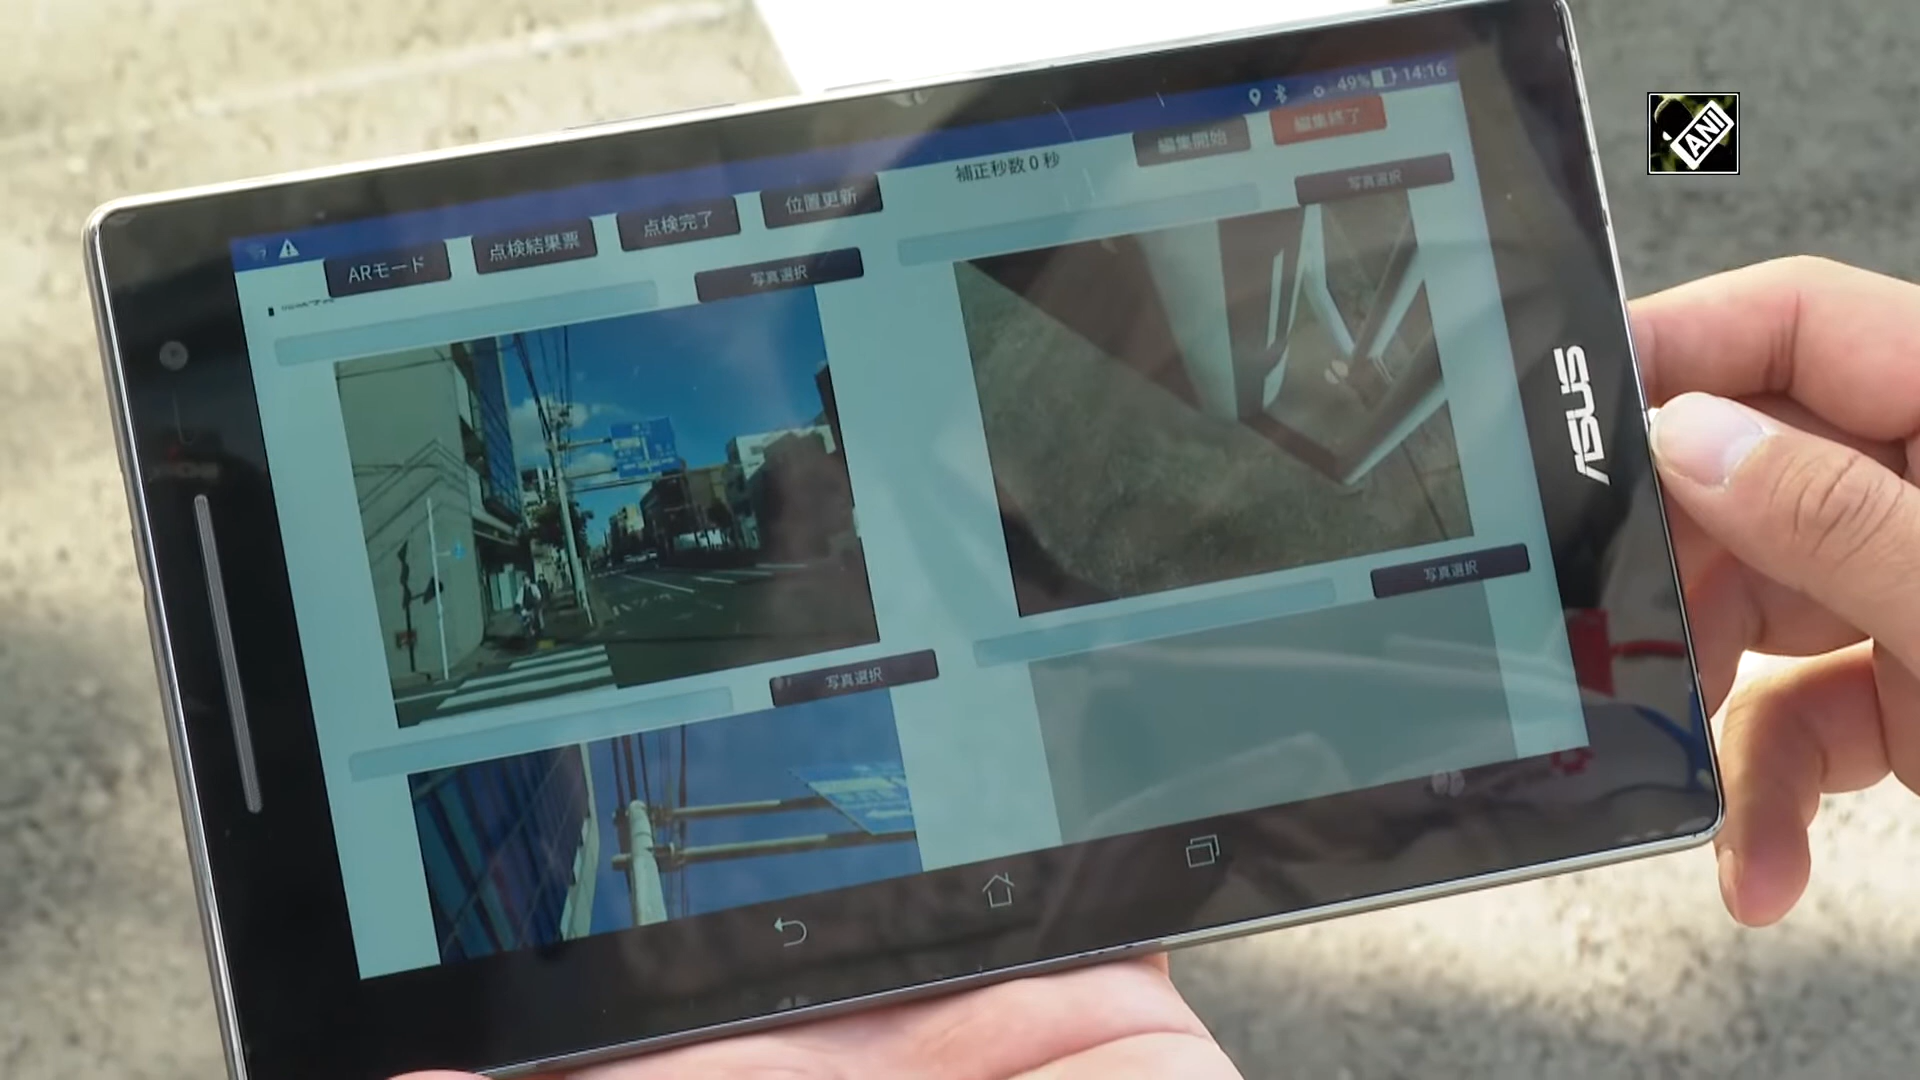 49% 14:16
ARモード
点検結果票
点検完了
位置更新
補正秒数 0 秒
編集開始
編集終了
写真選択
写真選択
写真選択
写真選択
ASUS
ANI